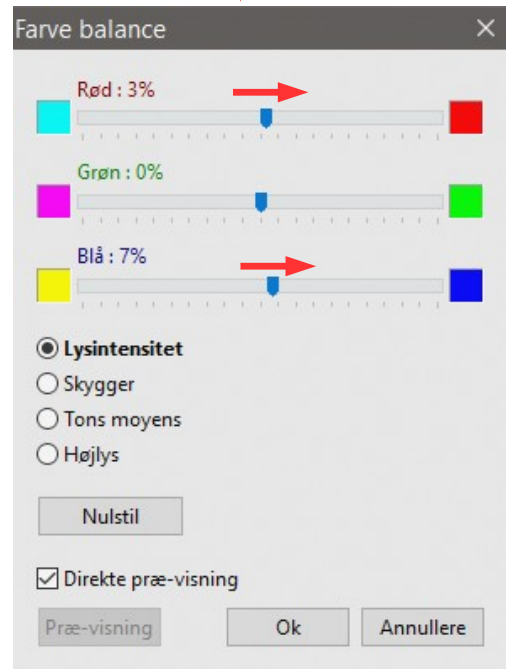 Farve balance
Rød : 3%
Grøn : 0%
Blå : 7%
Lysintensitet
Skygger
Tons moyens
Højlys
Nulstil
Direkte præ-visning
Præ-visning Ok Annullere